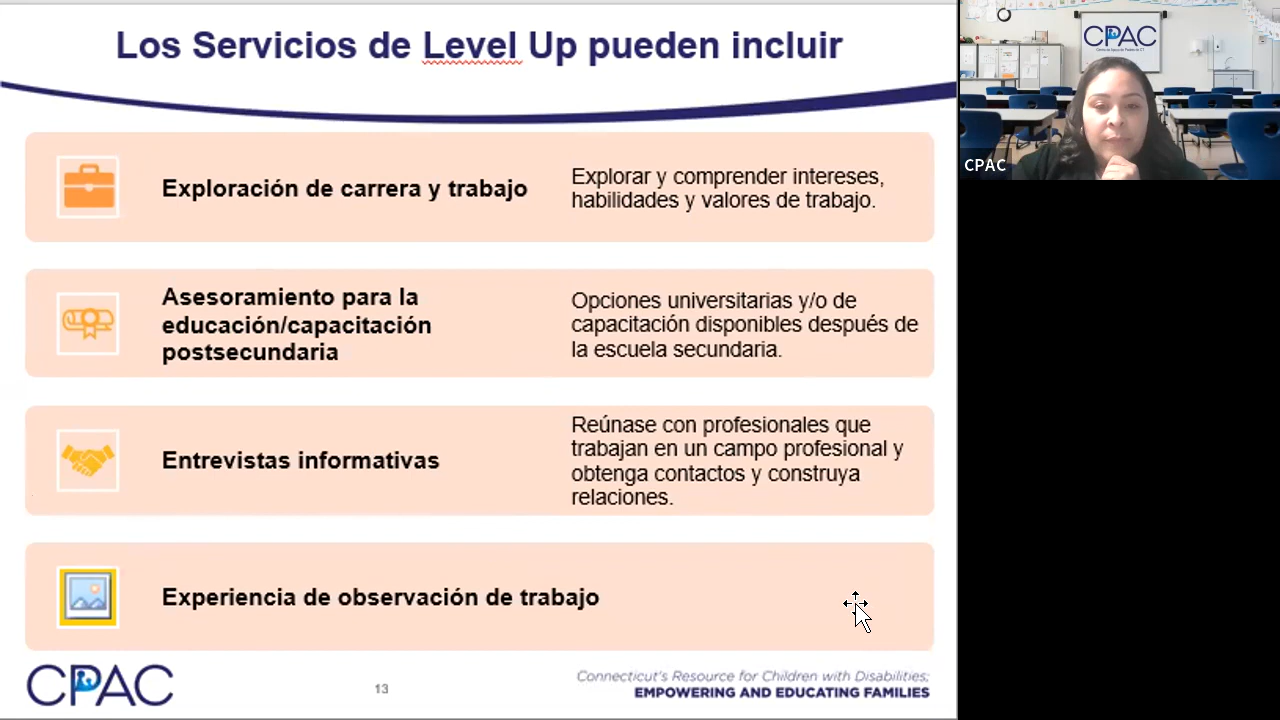 Los Servicios de Level Up pueden incluir
Exploración de carrera y trabajo
Explorar y comprender intereses,
habilidades y valores de trabajo.
Asesoramiento para la
educación/capacitación
postsecundaria
Opciones universitarias y/o de
capacitación disponibles después de
la escuela secundaria.
Entrevistas informativas
Reúnase con profesionales que
trabajan en un campo profesional y
obtenga contactos y construya
relaciones.
Experiencia de observación de trabajo
CPAC
13
Connecticut's Resource for Children with Disabilities;
EMPOWERING AND EDUCATING FAMILIES
CPAC
CPAC